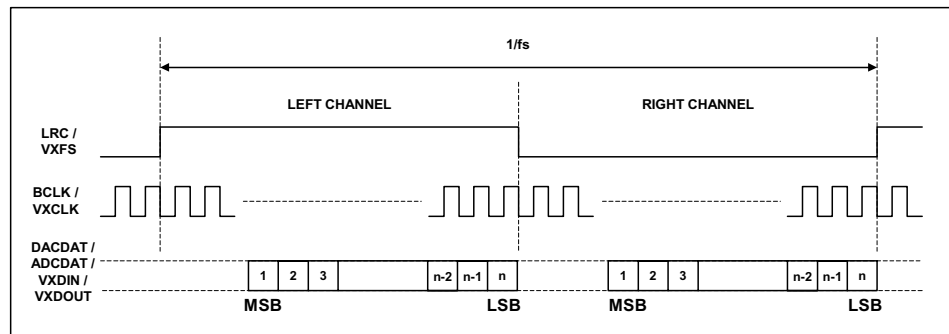 1/fs
LEFT CHANNEL
RIGHT CHANNEL
LRC /
VXFS
BCLK /
VXCLK
DACDAT /
ADCDAT /
VXDIN /
VXDOUT
1 2 3 n-2 n-1 n 1 2 3 n-2 n-1 n
MSB LSB MSB LSB